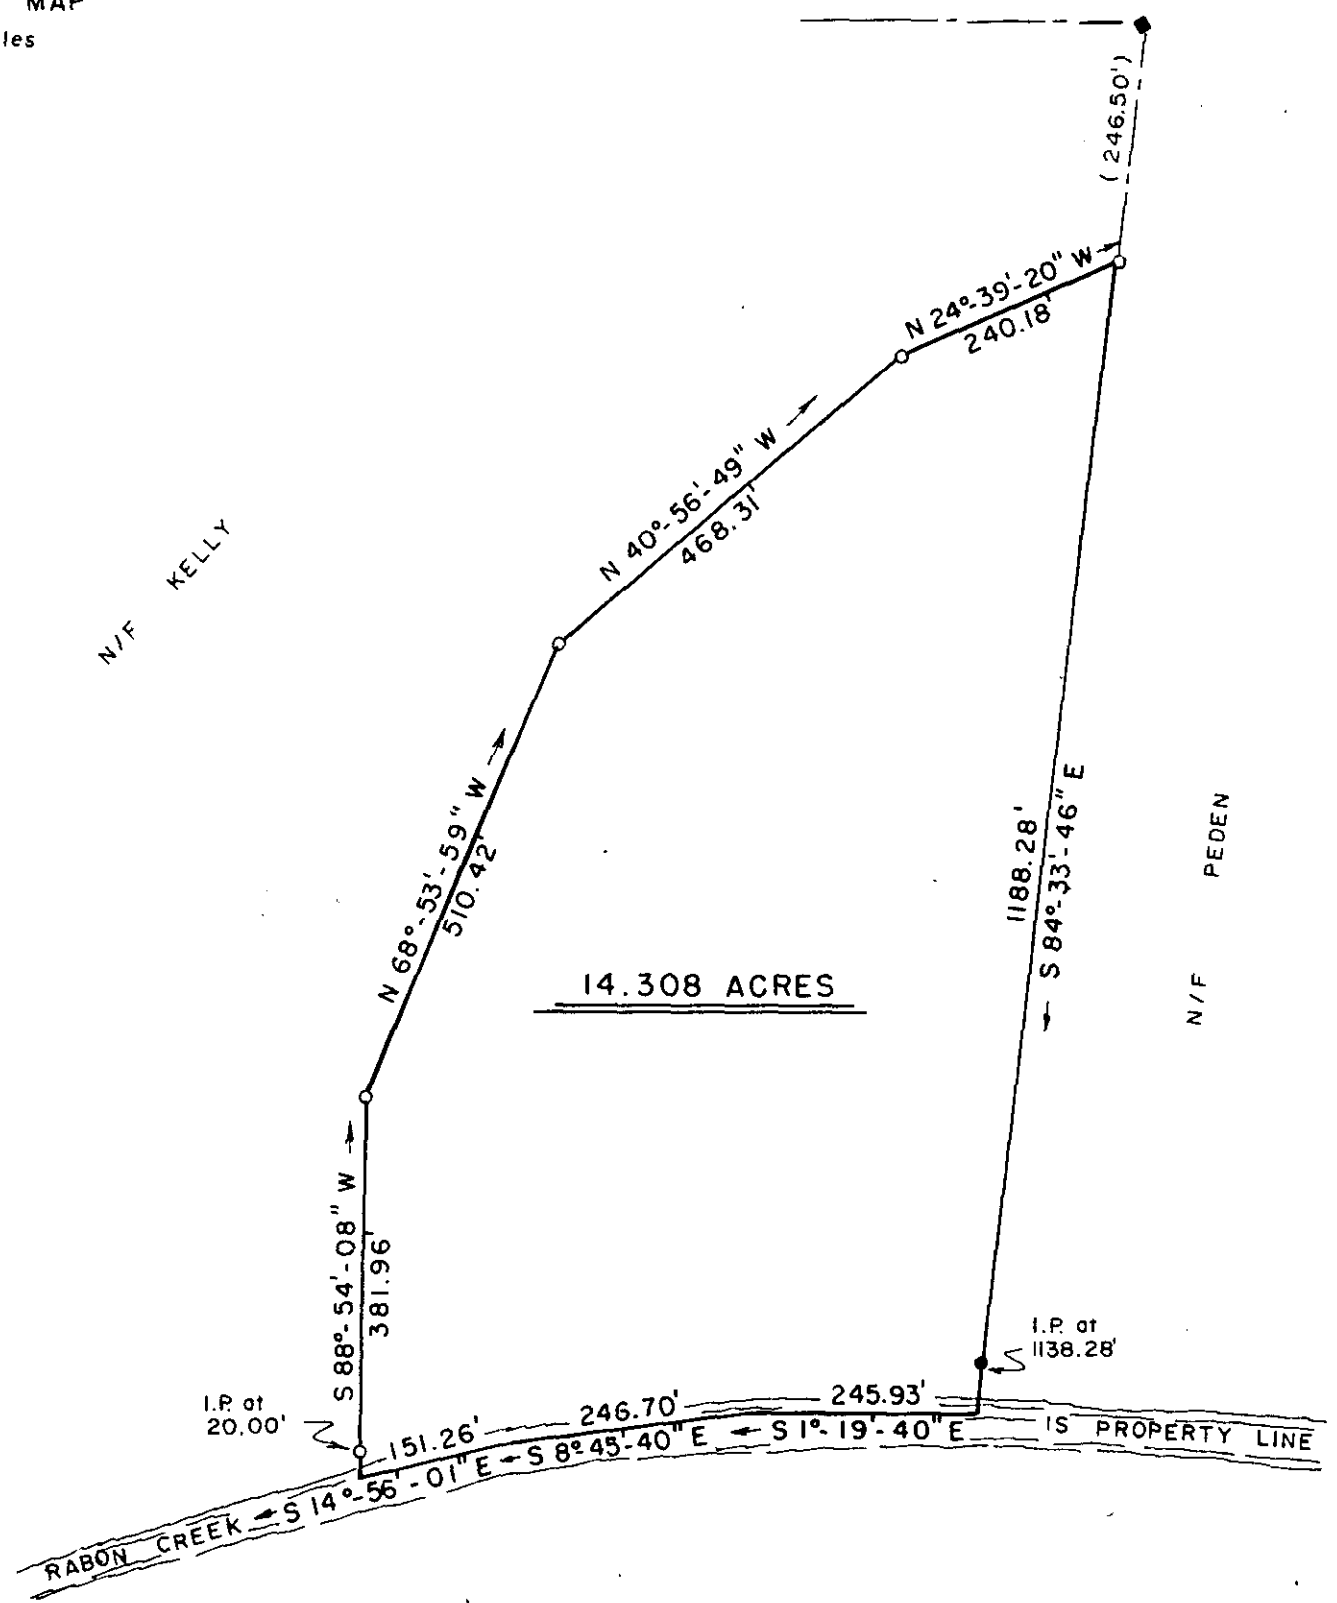 MAP
les
(246.50')
N 24°-39'-20" W
240.18'
N 40°-56'-49" W
468.31'
N/F KELLY
N 68°-53'-59" W
510.42'
1188.28'
S 84°-33'-46" E
N/F PEDEN
14.308 ACRES
S 88°-54'-08" W
381.96'
I.P. at
1138.28'
I.P. at
20.00'
151.26'
246.70'
245.93'
RABON CREEK S 14°-56'-01" E S 8°-45'-40" E S 1°-19'-40" E IS PROPERTY LINE